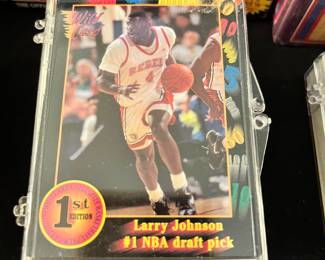 Wild
Card
REBELS
4
1st
EDITION
Larry Johnson
#1 NBA draft pick